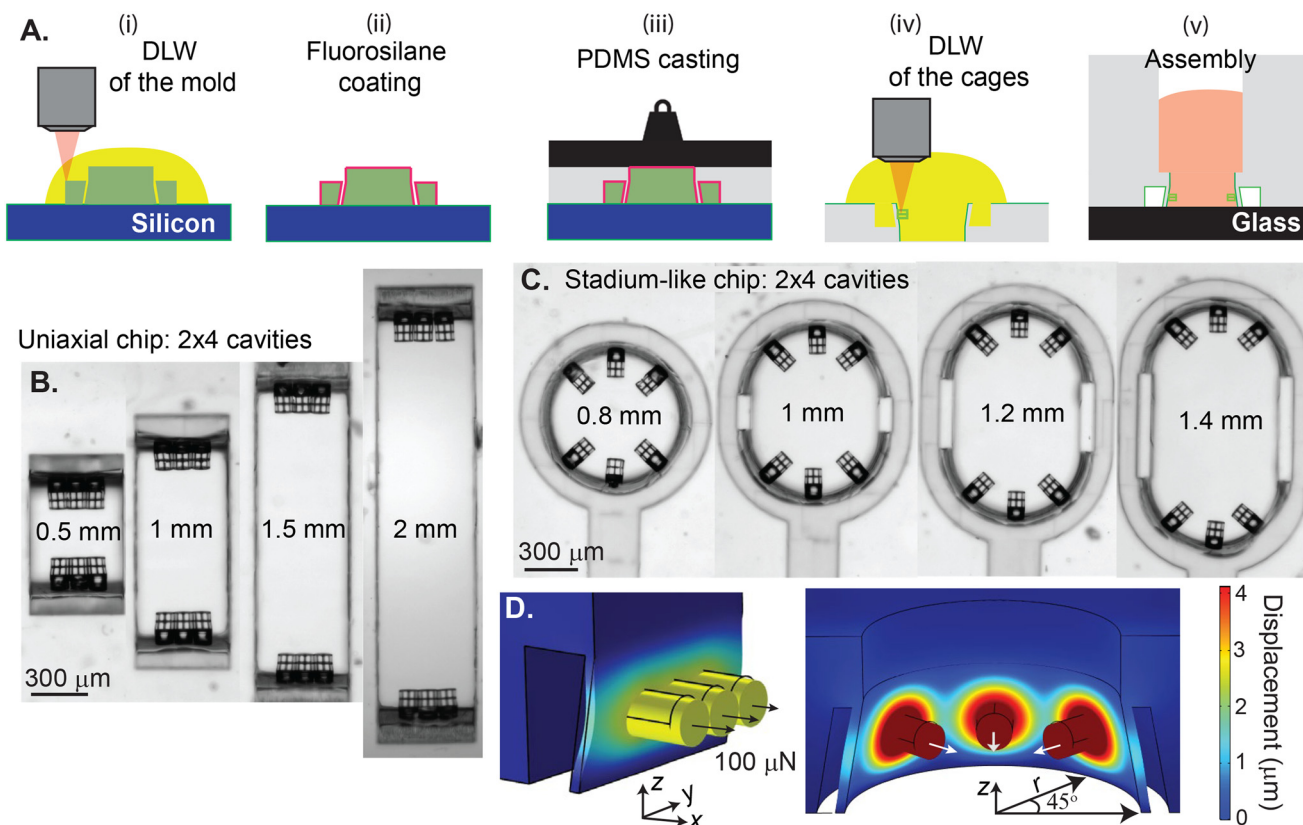 A.
(i)
DLW
of the mold
Silicon
(ii)
Fluorosilane
coating
(iii)
PDMS casting
(iv)
DLW
of the cages
(v)
Assembly
Glass
Uniaxial chip: 2x4 cavities
B.
0.5 mm
1 mm
1.5 mm
2 mm
300 μm
C. Stadium-like chip: 2x4 cavities
0.8 mm
1 mm
1.2 mm
1.4 mm
300 μm
D.
100 μN
z
y
x
z
r
45°
4
3
2
1
0
Displacement (μm)